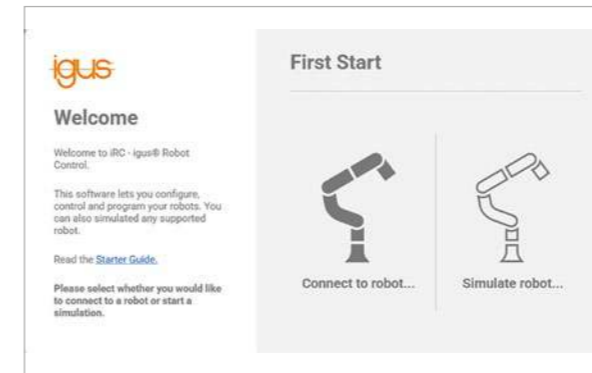 igus
Welcome
Welcome to iRC - igus® Robot
Control.
This software lets you configure,
control and program your robots. You
can also simulated any supported
robot.
Read the Starter Guide.
Please select whether you would like
to connect to a robot or start a
simulation.
First Start
Connect to robot...
Simulate robot...